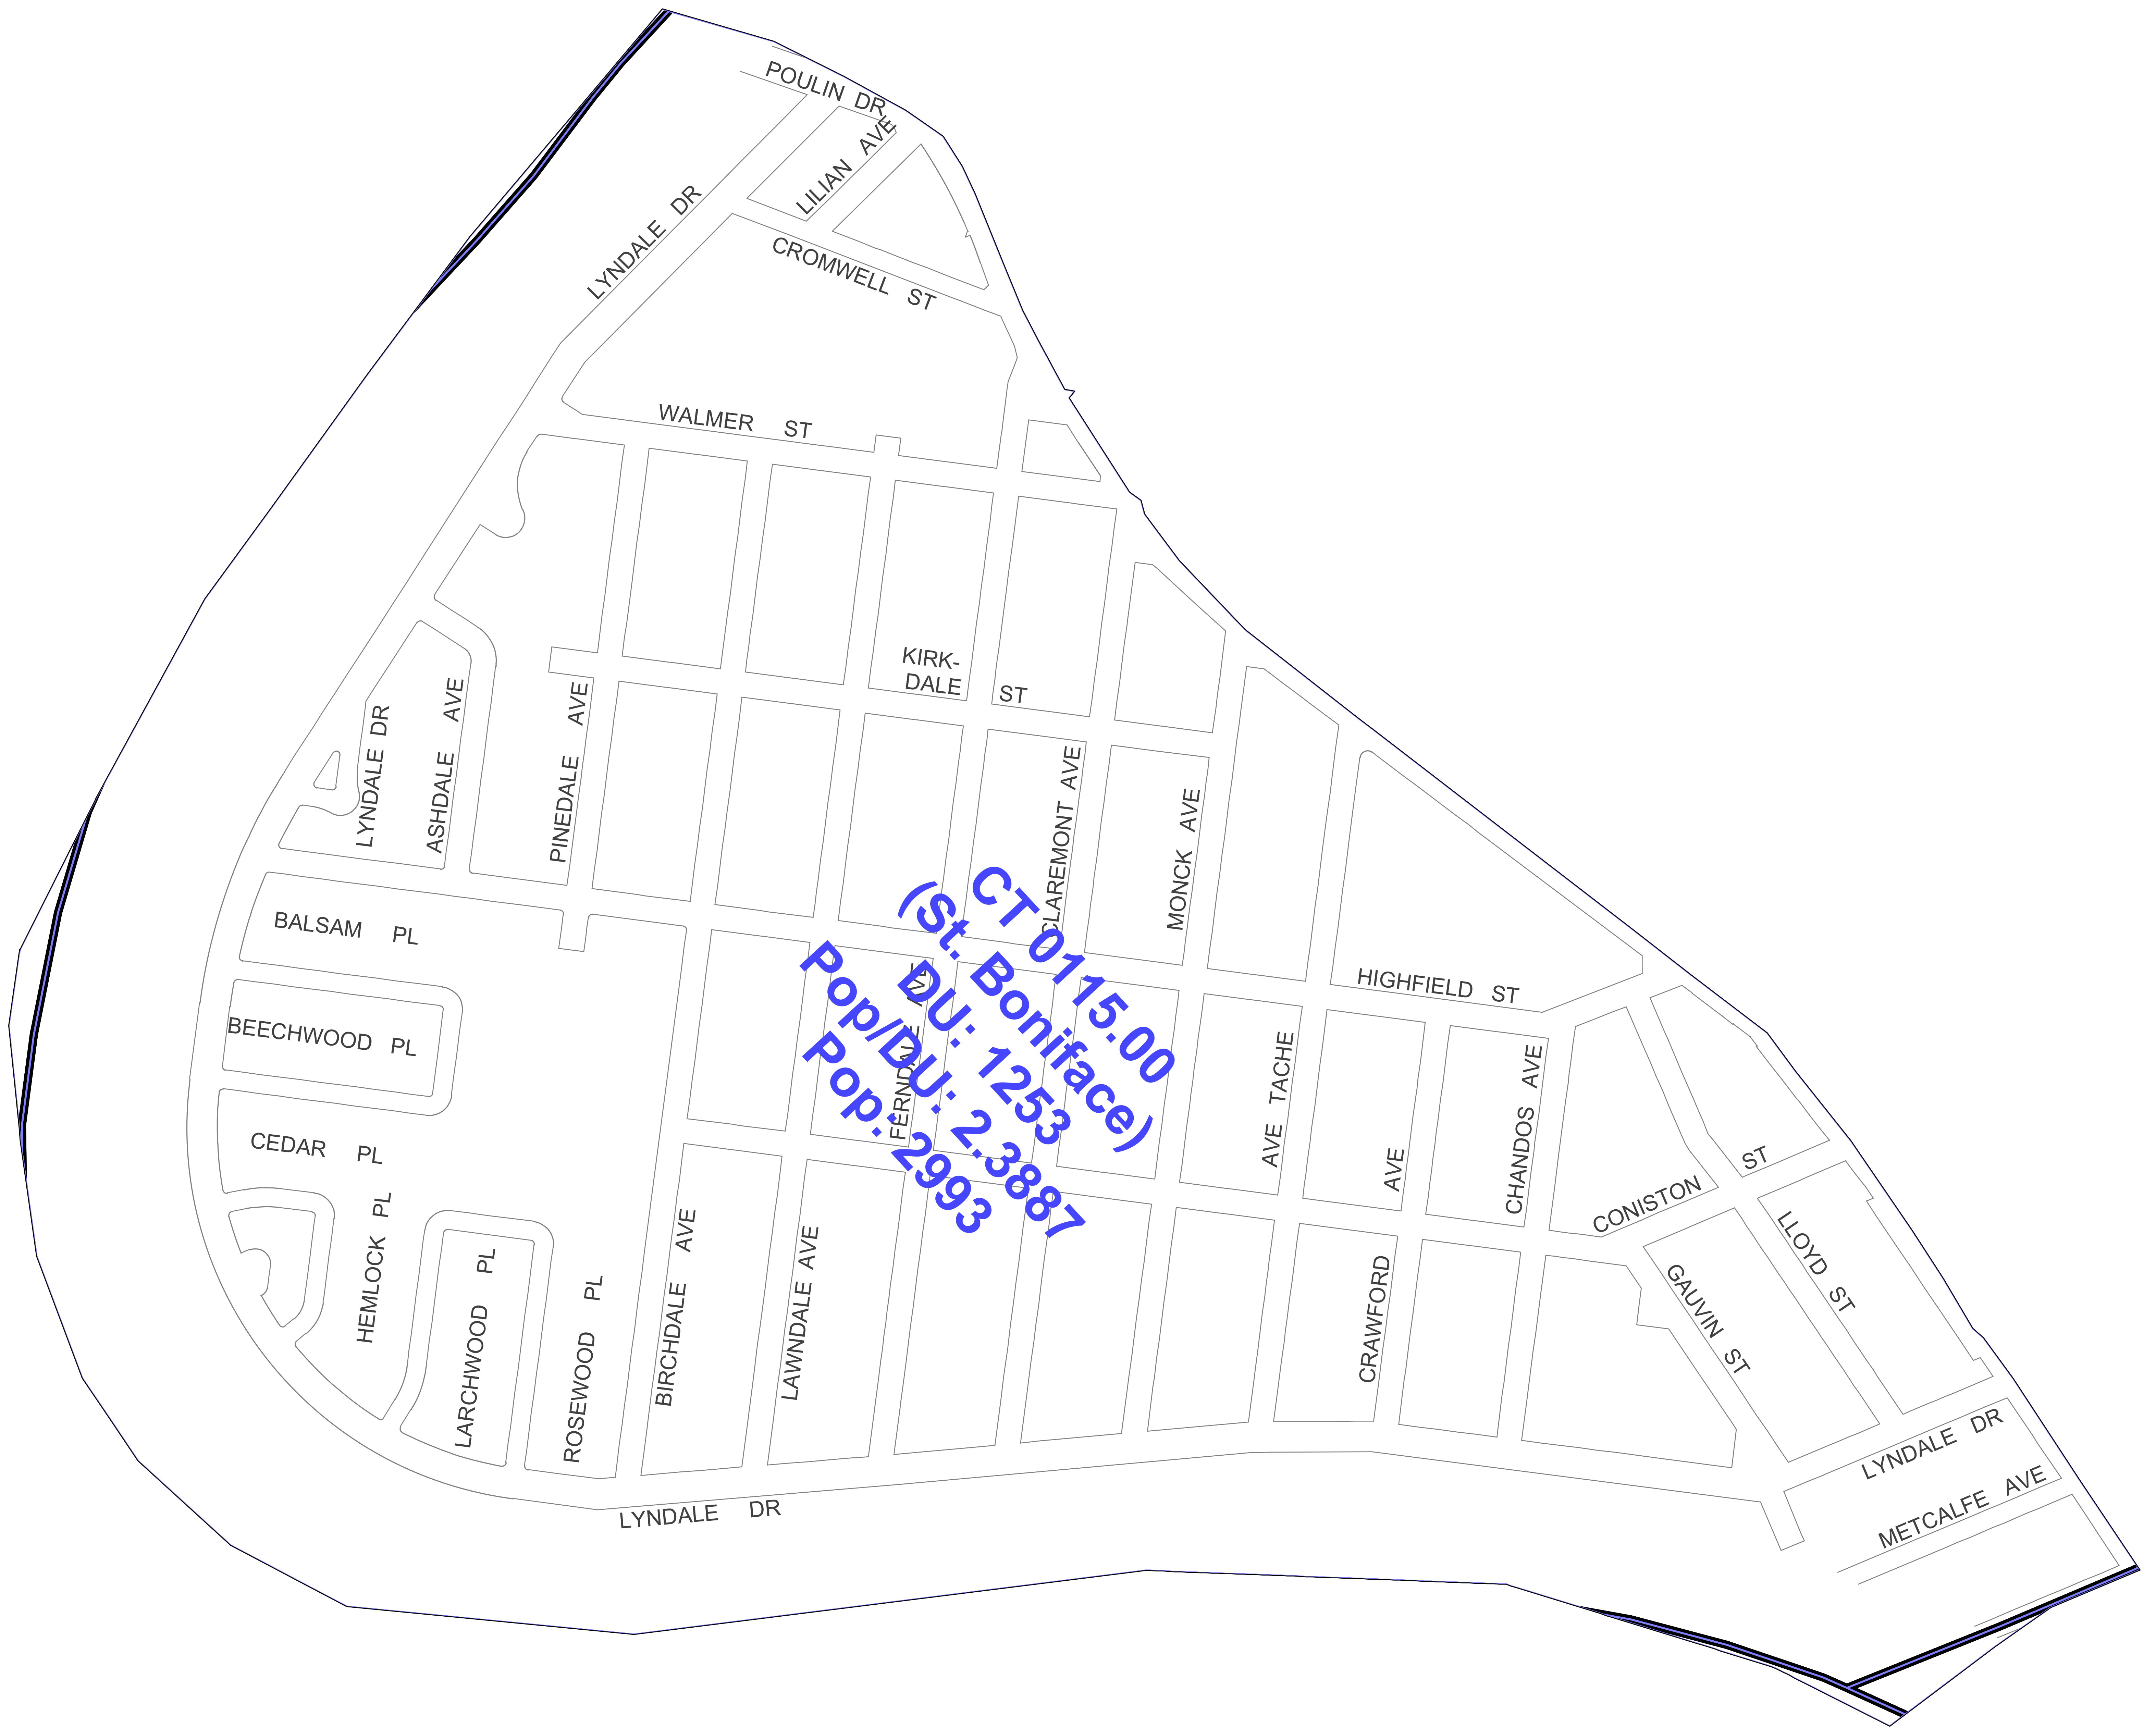 POULIN DR
LILIAN AVE
LYNDALE DR
CROMWELL ST
WALMER ST
KIRK-
DALE ST
LYNDALE DR
ASHDALE AVE
PINEDALE AVE
CLAREMONT AVE
MONCK AVE
BALSAM PL
HIGHFIELD ST
BEECHWOOD PL
FERNDALE AVE
CT 0115.00
(St. Boniface)
DU: 1253
Pop/DU: 2.3887
Pop: 2993
AVE TACHE
CRAWFORD AVE
CHANDOS AVE
CEDAR PL
HEMLOCK PL
LARCHWOOD PL
ROSEWOOD PL
BIRCHDALE AVE
LAWNDALE AVE
CONISTON ST
LLOYD ST
GAUVIN ST
LYNDALE DR
LYNDALE DR
METCALFE AVE